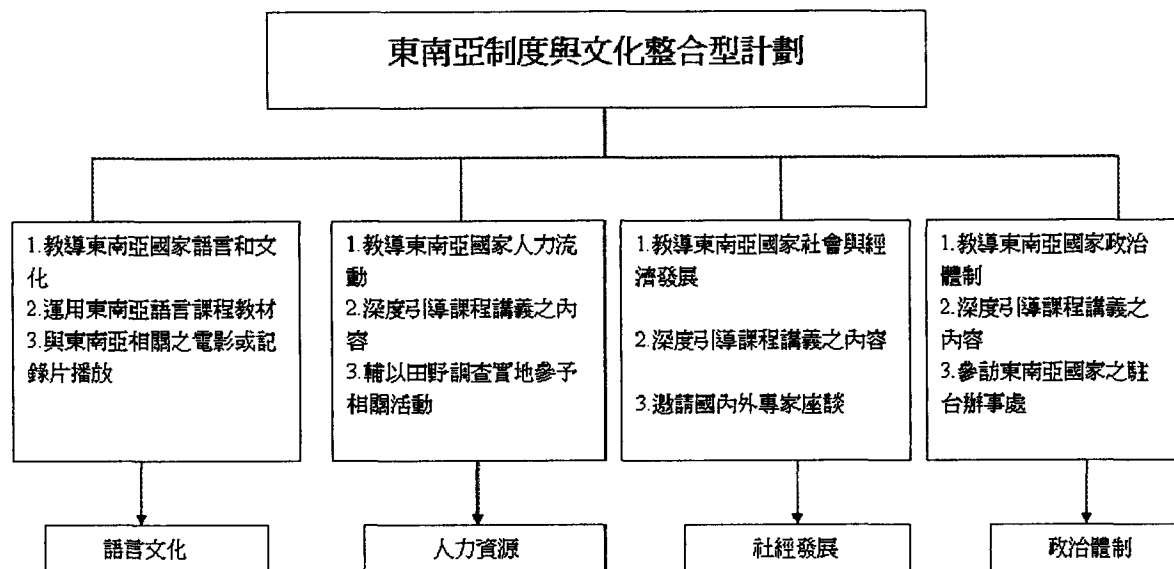 東南亞制度與文化整合型計劃
1.教導東南亞國家語言和文
化
2.運用東南亞語言課程教材
3.與東南亞相關之電影或記
錄片播放
1.教導東南亞國家人力流
動
2.深度引導課程講義之內
容
3.輔以田野調查實地參予
相關活動
1.教導東南亞國家社會與經
濟發展
2.深度引導課程講義之內容
3.邀請國內外專家座談
1.教導東南亞國家政治
體制
2.深度引導課程講義之
內容
3.參訪東南亞國家之駐
台辦事處
語言文化
人力資源
社經發展
政治體制